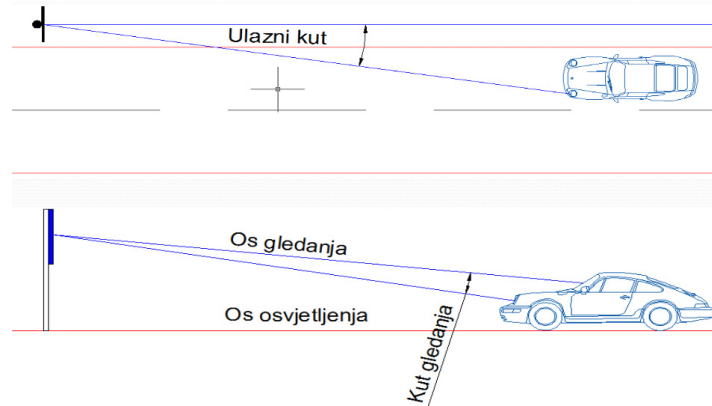 Ulazni kut
Os gledanja
Os osvjetljenja
Kut gledanja